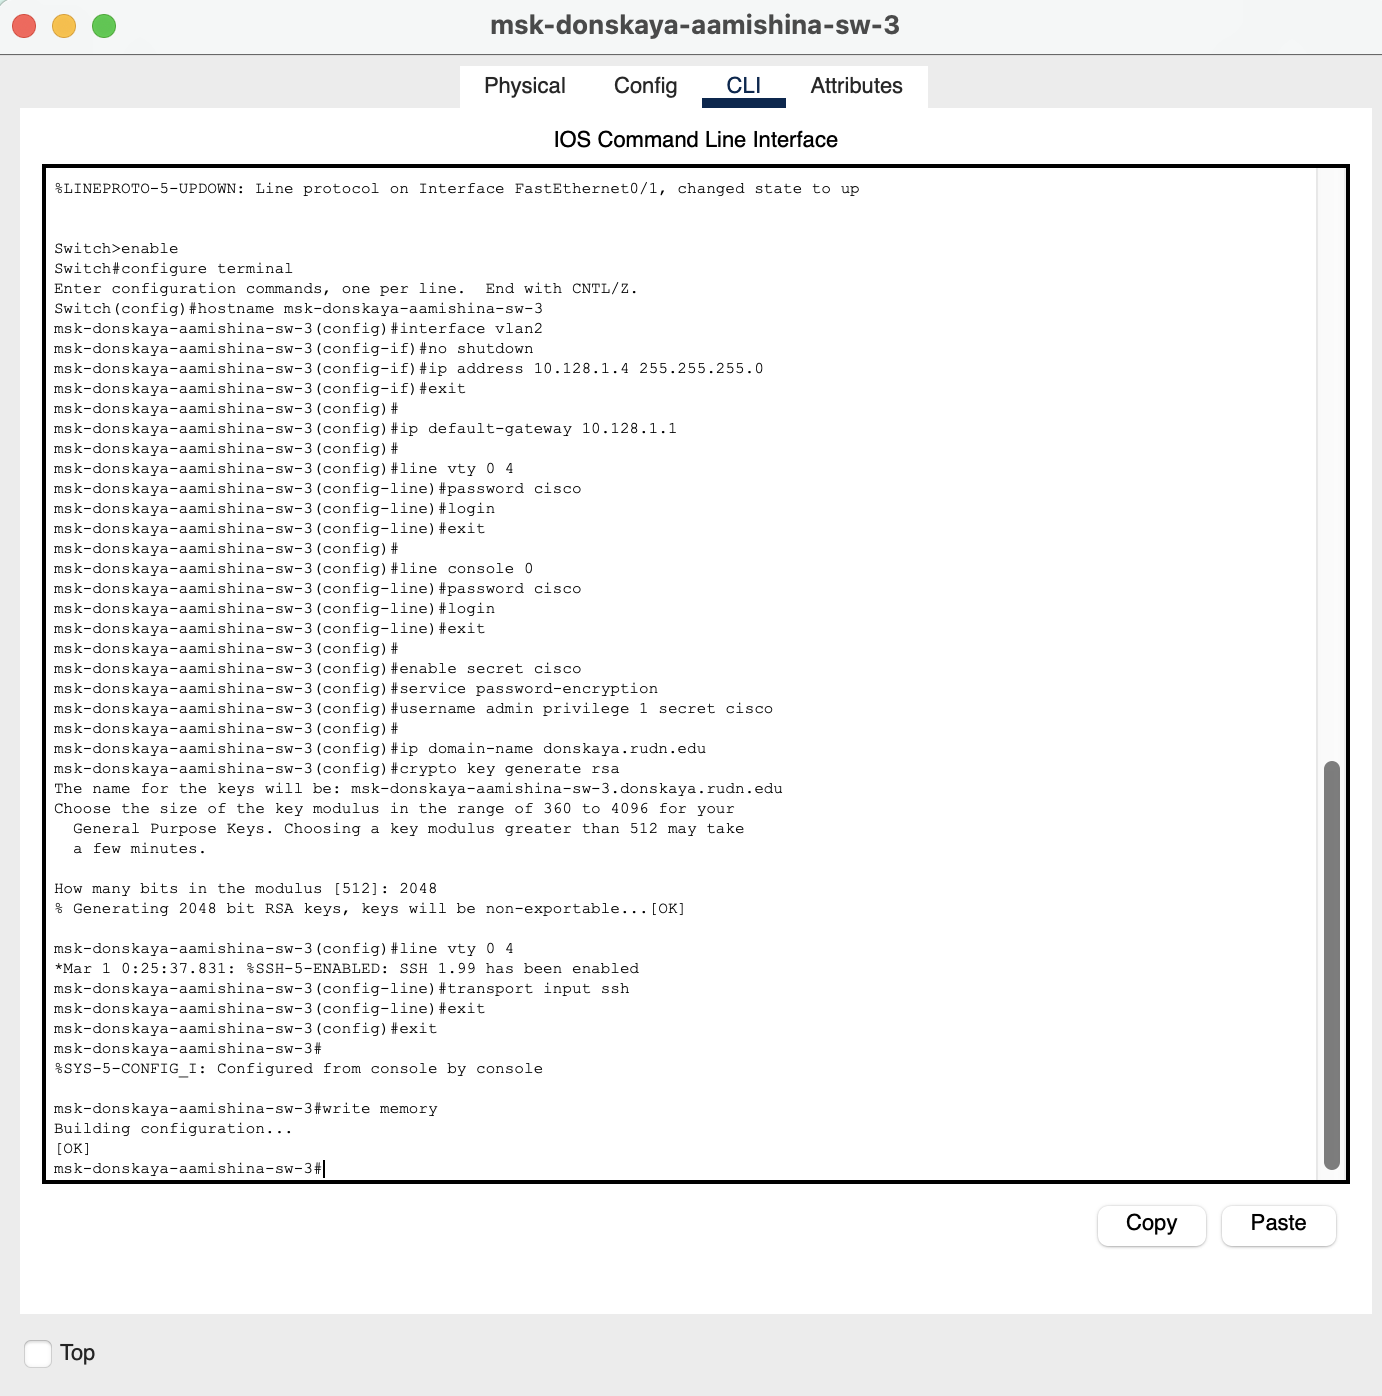 msk-donskaya-aamishina-sw-3
Physical Config CLI Attributes
IOS Command Line Interface
%LINEPROTO-5-UPDOWN: Line protocol on Interface FastEthernet0/1, changed state to up
Switch>enable
Switch#configure terminal
Enter configuration commands, one per line.  End with CNTL/Z.
Switch(config)#hostname msk-donskaya-aamishina-sw-3
msk-donskaya-aamishina-sw-3(config)#interface vlan2
msk-donskaya-aamishina-sw-3(config-if)#no shutdown
msk-donskaya-aamishina-sw-3(config-if)#ip address 10.128.1.4 255.255.255.0
msk-donskaya-aamishina-sw-3(config-if)#exit
msk-donskaya-aamishina-sw-3(config)#
msk-donskaya-aamishina-sw-3(config)#ip default-gateway 10.128.1.1
msk-donskaya-aamishina-sw-3(config)#
msk-donskaya-aamishina-sw-3(config)#line vty 0 4
msk-donskaya-aamishina-sw-3(config-line)#password cisco
msk-donskaya-aamishina-sw-3(config-line)#login
msk-donskaya-aamishina-sw-3(config-line)#exit
msk-donskaya-aamishina-sw-3(config)#
msk-donskaya-aamishina-sw-3(config)#line console 0
msk-donskaya-aamishina-sw-3(config-line)#password cisco
msk-donskaya-aamishina-sw-3(config-line)#login
msk-donskaya-aamishina-sw-3(config-line)#exit
msk-donskaya-aamishina-sw-3(config)#
msk-donskaya-aamishina-sw-3(config)#enable secret cisco
msk-donskaya-aamishina-sw-3(config)#service password-encryption
msk-donskaya-aamishina-sw-3(config)#username admin privilege 1 secret cisco
msk-donskaya-aamishina-sw-3(config)#
msk-donskaya-aamishina-sw-3(config)#ip domain-name donskaya.rudn.edu
msk-donskaya-aamishina-sw-3(config)#crypto key generate rsa
The name for the keys will be: msk-donskaya-aamishina-sw-3.donskaya.rudn.edu
Choose the size of the key modulus in the range of 360 to 4096 for your
  General Purpose Keys. Choosing a key modulus greater than 512 may take
  a few minutes.
How many bits in the modulus [512]: 2048
% Generating 2048 bit RSA keys, keys will be non-exportable...[OK]
msk-donskaya-aamishina-sw-3(config)#line vty 0 4
*Mar 1 0:25:37.831: %SSH-5-ENABLED: SSH 1.99 has been enabled
msk-donskaya-aamishina-sw-3(config-line)#transport input ssh
msk-donskaya-aamishina-sw-3(config-line)#exit
msk-donskaya-aamishina-sw-3(config)#exit
msk-donskaya-aamishina-sw-3#
%SYS-5-CONFIG_I: Configured from console by console
msk-donskaya-aamishina-sw-3#write memory
Building configuration...
[OK]
msk-donskaya-aamishina-sw-3#
Copy Paste
Top